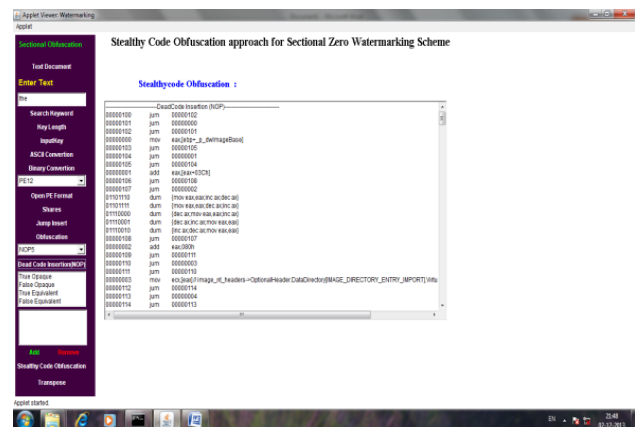 Applet Viewer: Watermarking
Applet
Sectional Obfuscation
Text Document
Enter Text
the
Search Keyword
Key Length
InputKey
ASCII Convertion
Binary Convertion
PE12
Open PE Format
Shares
Jump Insert
Obfuscation
NOP5
Dead Code Insertion(NOP)
True Opaque
False Opaque
True Equivalent
False Equivalent
Add Remove
Stealthy Code Obfuscation
Transpose
Applet started.
Stealthy Code Obfuscation approach for Sectional Zero Watermarking Scheme
Stealthycode Obfuscation :
---------------------DeadCode Insertion (NOP)---------------------
00000100 jum 00000102
00000101 jum 00000000
00000102 jum 00000101
00000000 mov eax,[ebp+_p_dwImageBase]
00000103 jum 00000105
00000104 jum 00000001
00000105 jum 00000104
00000001 add eax,[eax+03Ch]
00000106 jum 00000108
00000107 jum 00000002
01101110 dum {mov eax,eax;inc ax;dec ax}
01101111 dum {mov eax,eax;dec ax;inc ax}
01110000 dum {dec ax;mov eax,eax;inc ax}
01110001 dum {dec ax;inc ax;mov eax,eax}
01110010 dum {inc ax;dec ax;mov eax,eax}
00000108 jum 00000107
00000002 add eax,080h
00000109 jum 00000111
00000110 jum 00000003
00000111 jum 00000110
00000003 mov ecx,[eax]
00000112 jum 00000114
00000113 jum 00000004
00000114 jum 00000113
EN
21:48
02-12-2013